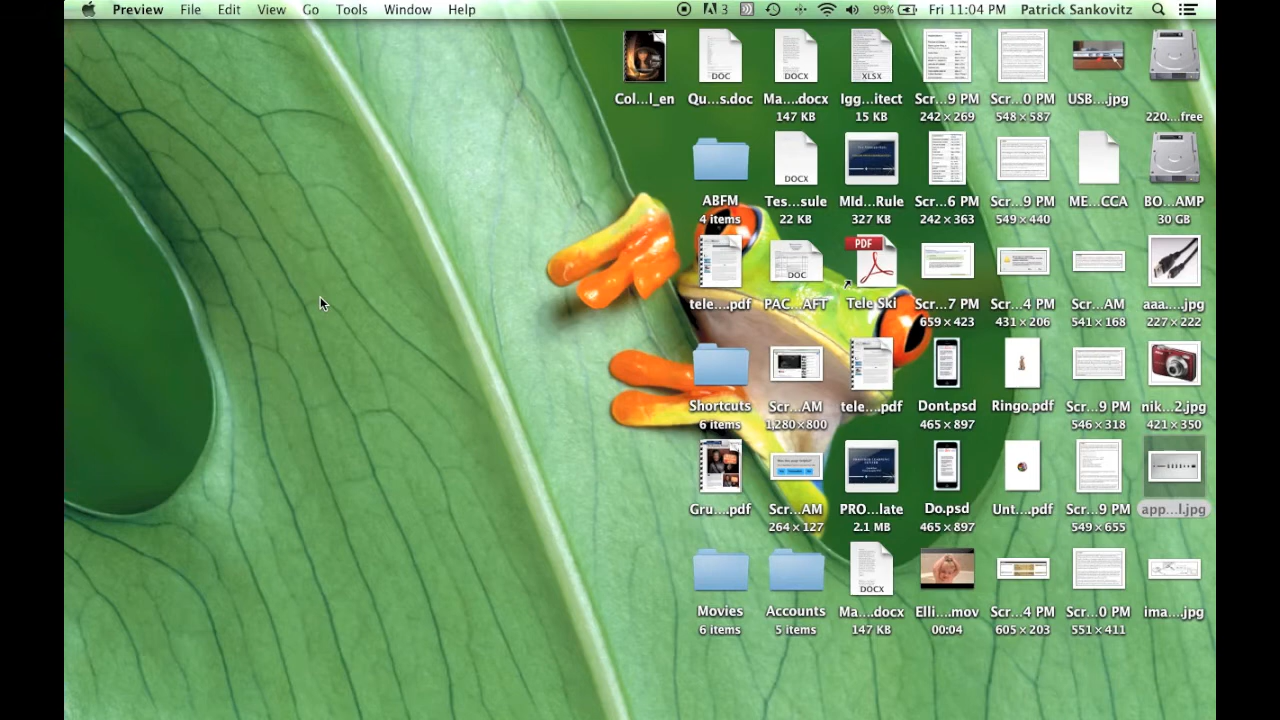 Preview File Edit View Go Tools Window Help 3 99% Fri 11:04 PM Patrick Sankovitz
Col...l_en Qu...s.doc Ma....docx Igg...itect Scr...9 PM Scr...0 PM USB....jpg 220....free
147 KB 15 KB 242 × 269 548 × 587
DOC DOCX XLSX
ABFM Tes...sule MId...Rule Scr...6 PM Scr...9 PM ME...CCA BO...AMP
4 items 22 KB 327 KB 242 × 363 549 × 440 30 GB
DOCX
tele....pdf PAC...AFT Tele Ski Scr...7 PM Scr...4 PM Scr...AM aaa....jpg
659 × 423 431 × 206 541 × 168 227 × 222
DOC PDF
Shortcuts Scr...AM tele....pdf Dont.psd Ringo.pdf Scr...9 PM nik...2.jpg
6 items 1,280×800 465 × 897 546 × 318 421 × 350
Gru....pdf Scr...AM PRO...late Do.psd Unt...pdf Scr...9 PM app...l.jpg
264 × 127 2.1 MB 465 × 897 549 × 655
DOCX
Movies Accounts Ma....docx Elli...mov Scr...4 PM Scr...0 PM ima....jpg
6 items 5 items 147 KB 00:04 605 × 203 551 × 411